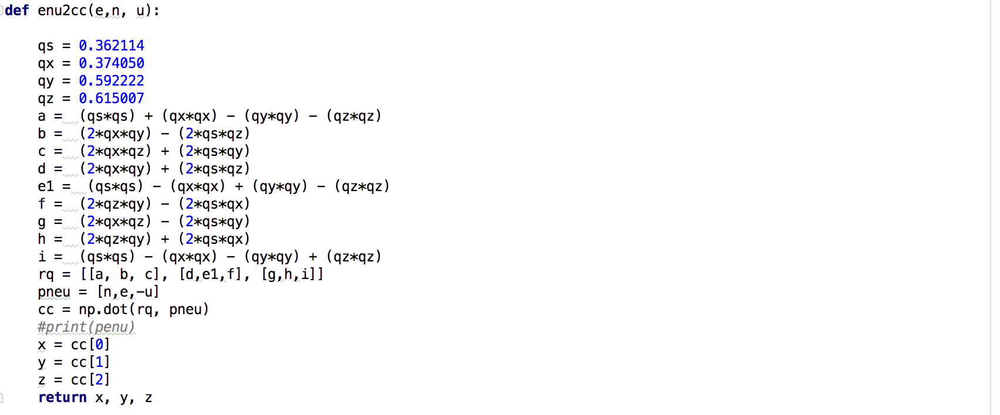 def enu2cc(e,n, u):
qs = 0.362114
qx = 0.374050
qy = 0.592222
qz = 0.615007
a =  (qs*qs) + (qx*qx) − (qy*qy) − (qz*qz)
b =  (2*qx*qy) − (2*qs*qz)
c =  (2*qx*qz) + (2*qs*qy)
d =  (2*qx*qy) + (2*qs*qz)
e1 =  (qs*qs) − (qx*qx) + (qy*qy) − (qz*qz)
f =  (2*qz*qy) − (2*qs*qx)
g =  (2*qx*qz) − (2*qs*qy)
h =  (2*qz*qy) + (2*qs*qx)
i =  (qs*qs) − (qx*qx) − (qy*qy) + (qz*qz)
rq = [[a, b, c], [d,e1,f], [g,h,i]]
pneu = [n,e,−u]
cc = np.dot(rq, pneu)
#print(penu)
x = cc[0]
y = cc[1]
z = cc[2]
return x, y, z